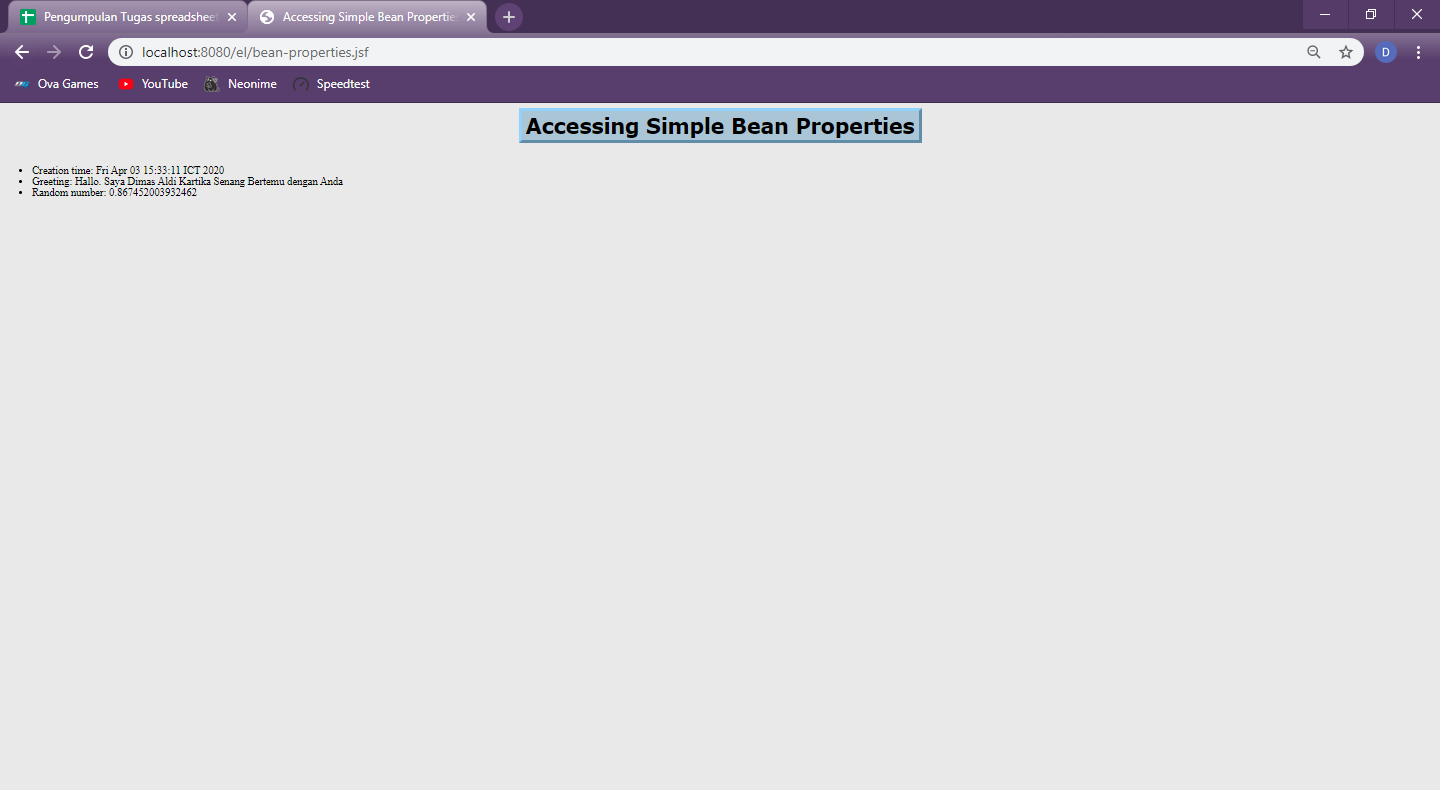 Pengumpulan Tugas spreadsheet
Accessing Simple Bean Propertie
localhost:8080/el/bean-properties.jsf
D
Ova Games
YouTube
Neonime
Speedtest
Accessing Simple Bean Properties
• Creation time: Fri Apr 03 15:33:11 ICT 2020
• Greeting: Hallo. Saya Dimas Aldi Kartika Senang Bertemu dengan Anda
• Random number: 0.867452003932462